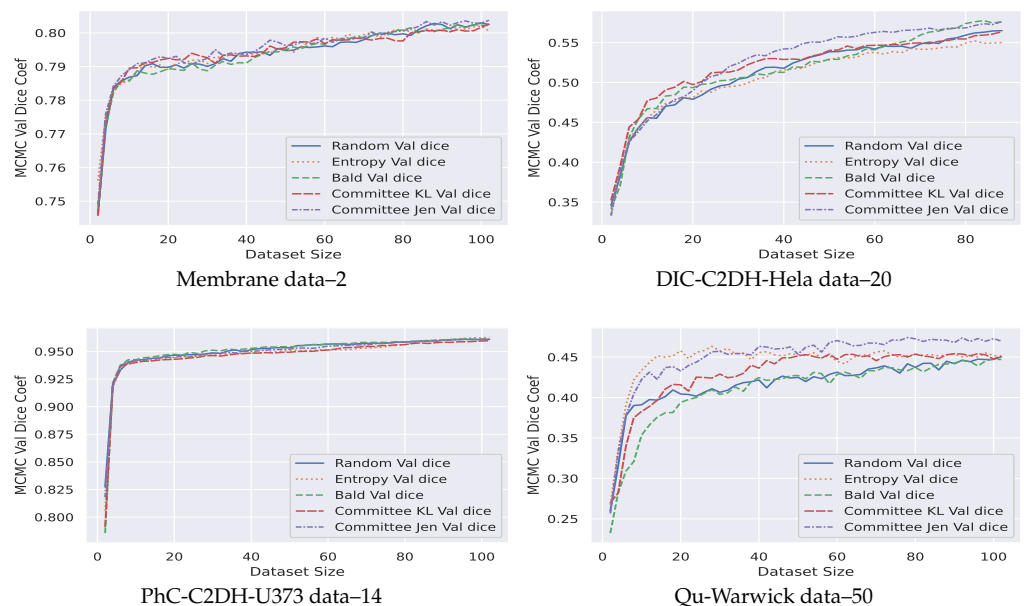 MCMC Val Dice Coef
0.80
0.79
0.78
0.77
0.76
0.75
Random Val dice
Entropy Val dice
Bald Val dice
Committee KL Val dice
Committee Jen Val dice
0 20 40 60 80 100
Dataset Size
Membrane data–2
MCMC Val Dice Coef
0.55
0.50
0.45
0.40
0.35
Random Val dice
Entropy Val dice
Bald Val dice
Committee KL Val dice
Committee Jen Val dice
0 20 40 60 80
Dataset Size
DIC-C2DH-Hela data–20
MCMC Val Dice Coef
0.950
0.925
0.900
0.875
0.850
0.825
0.800
Random Val dice
Entropy Val dice
Bald Val dice
Committee KL Val dice
Committee Jen Val dice
0 20 40 60 80 100
Dataset Size
PhC-C2DH-U373 data–14
MCMC Val Dice Coef
0.45
0.40
0.35
0.30
0.25
Random Val dice
Entropy Val dice
Bald Val dice
Committee KL Val dice
Committee Jen Val dice
0 20 40 60 80 100
Dataset Size
Qu-Warwick data–50